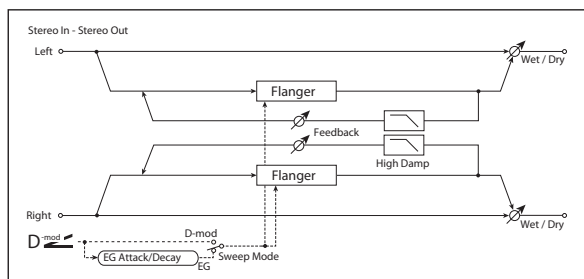 Stereo In - Stereo Out
Left
Wet / Dry
Flanger
Feedback
High Damp
Flanger
Right
Wet / Dry
D-mod
D-mod
EG Attack/Decay
EG
Sweep Mode